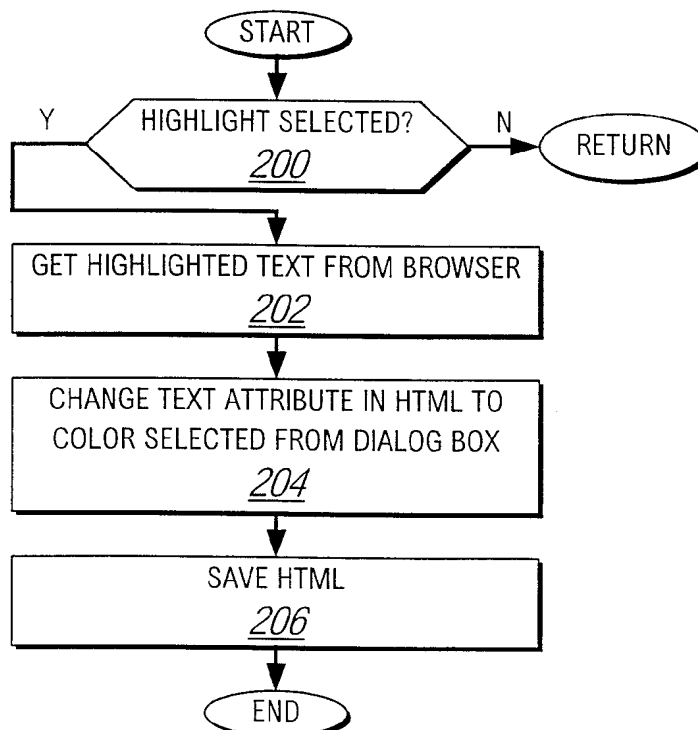 START
HIGHLIGHT SELECTED?
200
Y
N
RETURN
GET HIGHLIGHTED TEXT FROM BROWSER
202
CHANGE TEXT ATTRIBUTE IN HTML TO
COLOR SELECTED FROM DIALOG BOX
204
SAVE HTML
206
END